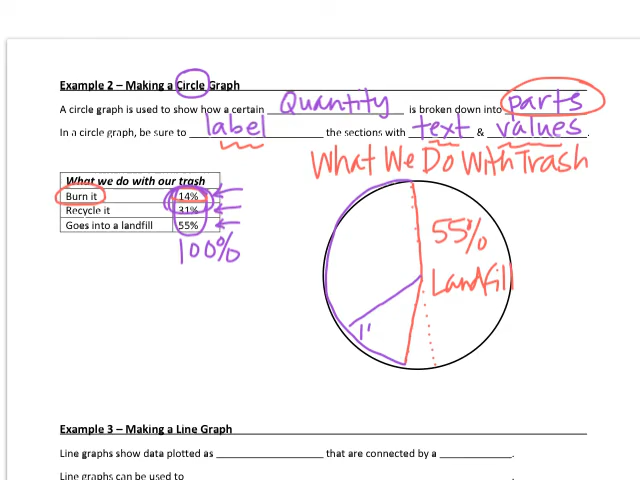 Example 2 – Making a Circle Graph
A circle graph is used to show how a certain Quantity is broken down into parts
In a circle graph, be sure to label the sections with text & values.
What We Do With Trash
What we do with our trash
Burn it 14%
Recycle it 31%
Goes into a landfill 55%
100%
55%
Landfill
Example 3 – Making a Line Graph
Line graphs show data plotted as ____________ that are connected by a ____________.
Line graphs can be used to